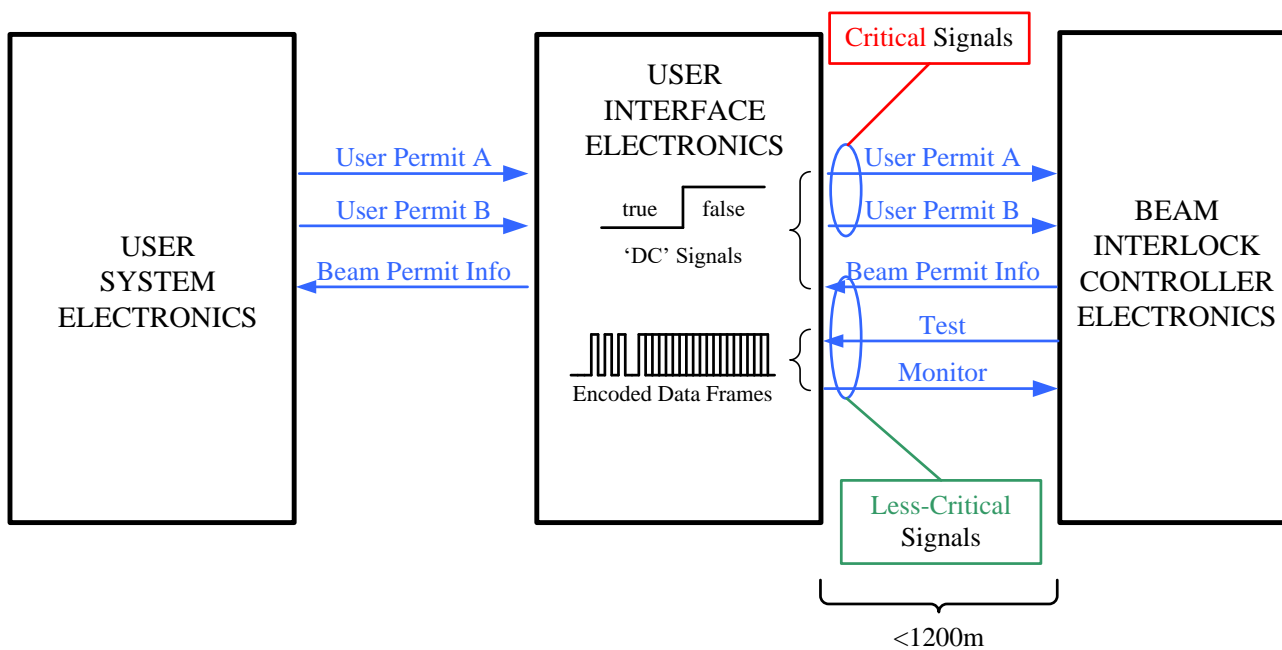 USER
SYSTEM
ELECTRONICS
User Permit A
User Permit B
Beam Permit Info
USER
INTERFACE
ELECTRONICS
true
false
‘DC’ Signals
Encoded Data Frames
Critical Signals
User Permit A
User Permit B
Beam Permit Info
Test
Monitor
Less-Critical
Signals
<1200m
BEAM
INTERLOCK
CONTROLLER
ELECTRONICS